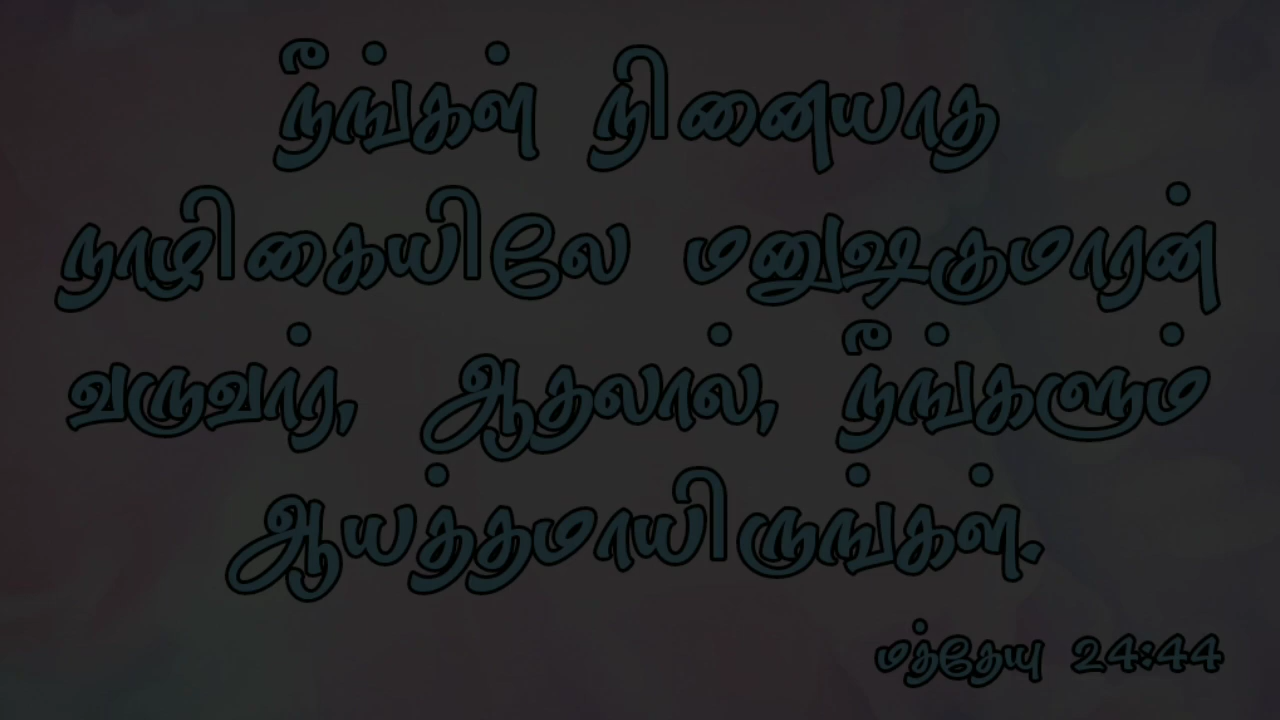 நீங்கள் நினையாத
நாழிகையிலே மனுஷகுமாரன்
வருவார், ஆதலால், நீங்களும்
ஆயத்தமாயிருங்கள்.
மத்தேயு 24:44